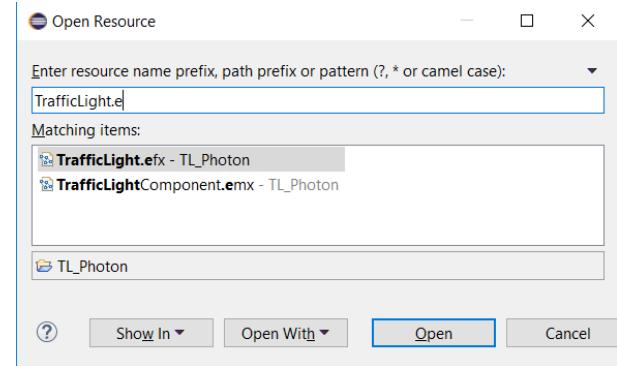 Open Resource
Enter resource name prefix, path prefix or pattern (?, * or camel case):
TrafficLight.e
Matching items:
TrafficLight.efx - TL_Photon
TrafficLightComponent.emx - TL_Photon
TL_Photon
? Show In Open With Open Cancel